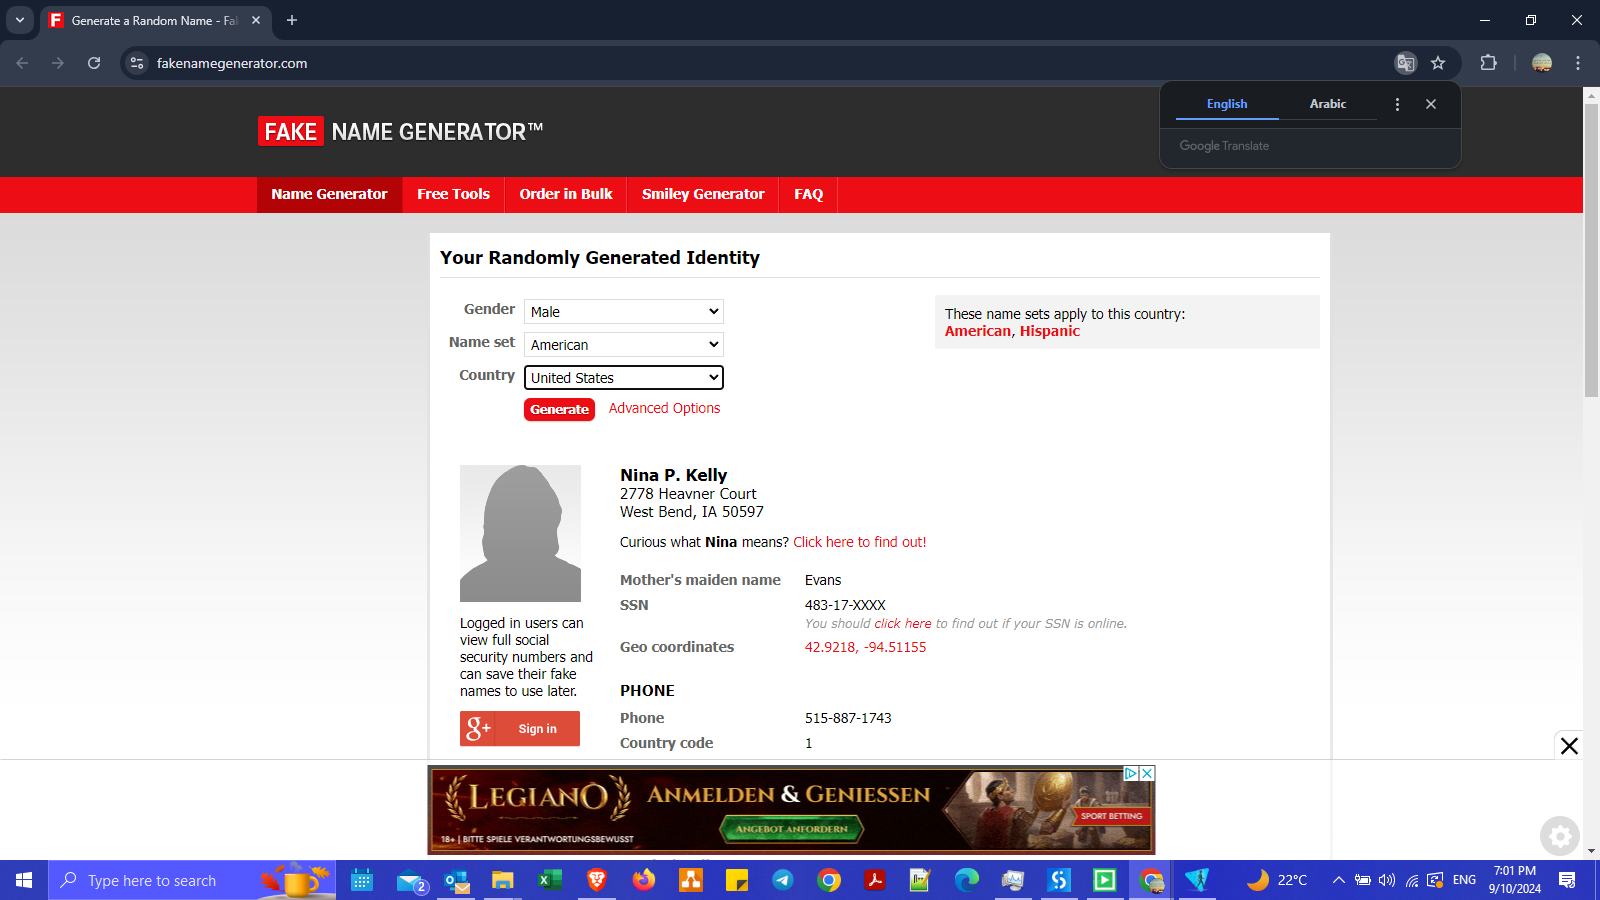 Generate a Random Name - Fa
fakenamegenerator.com
English
Arabic
Google Translate
FAKE NAME GENERATOR™
Name Generator
Free Tools
Order in Bulk
Smiley Generator
FAQ
Your Randomly Generated Identity
Gender
Male
Name set
American
Country
United States
Generate
Advanced Options
These name sets apply to this country:
American, Hispanic
Nina P. Kelly
2778 Heavner Court
West Bend, IA 50597
Curious what Nina means? Click here to find out!
Mother's maiden name
Evans
SSN
483-17-XXXX
You should click here to find out if your SSN is online.
Geo coordinates
42.9218, -94.51155
Logged in users can
view full social
security numbers and
can save their fake
names to use later.
g+ Sign in
PHONE
Phone
515-887-1743
Country code
1
LEGIANO
18+ | BITTE SPIELE VERANTWORTUNGSBEWUSST
ANMELDEN & GENIESSEN
ANGEBOT ANFORDERN
SPORT BETTING
Type here to search
2
22°C
ENG
7:01 PM
9/10/2024